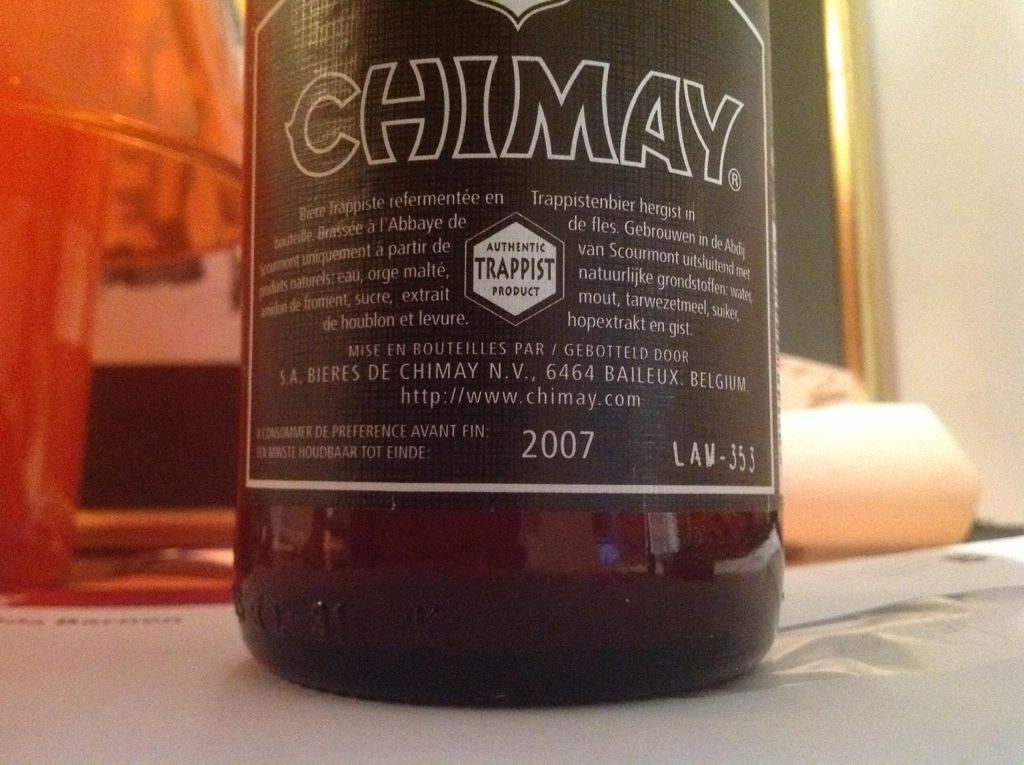 CHIMAY®
Bière Trappiste refermentée en
bouteille. Brassée à l'Abbaye de
Scourmont uniquement à partir de
produits naturels: eau, orge malté,
amidon de froment, sucre, extrait
de houblon et levure.
AUTHENTIC
TRAPPIST
PRODUCT
Trappistenbier hergist in
de fles. Gebrouwen in de Abdij
van Scourmont uitsluitend met
natuurlijke grondstoffen: water,
mout, tarwezetmeel, suiker,
hopextrakt en gist.
MISE EN BOUTEILLES PAR / GEBOTTELD DOOR
S.A. BIERES DE CHIMAY N.V., 6464 BAILEUX. BELGIUM
http://www.chimay.com
A CONSOMMER DE PREFERENCE AVANT FIN:
TEN MINSTE HOUDBAAR TOT EINDE:
2007
LAW-353